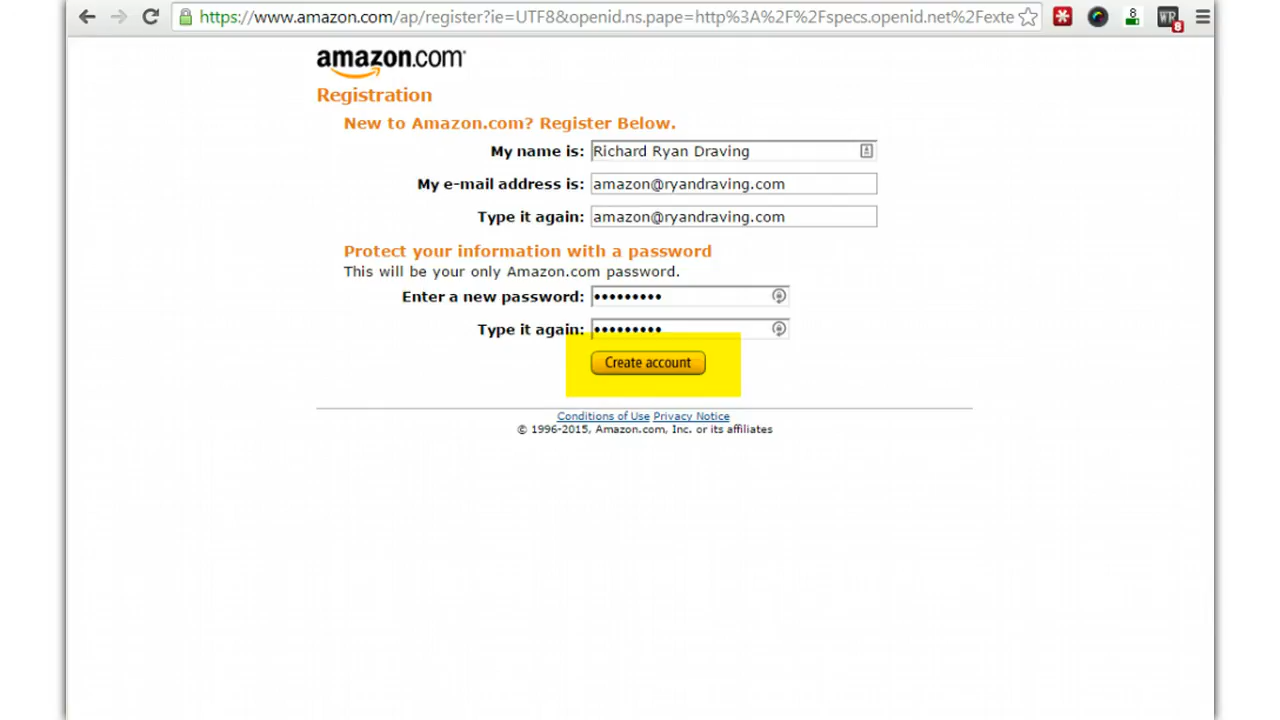 https://www.amazon.com/ap/register?ie=UTF8&openid.ns.pape=http%3A%2F%2Fspecs.openid.net%2Fexte
8
WR
8
amazon.com
Registration
New to Amazon.com? Register Below.
My name is: Richard Ryan Draving
My e-mail address is: amazon@ryandraving.com
Type it again: amazon@ryandraving.com
Protect your information with a password
This will be your only Amazon.com password.
Enter a new password: •••••••••
Type it again: •••••••••
Create account
Conditions of Use Privacy Notice
© 1996-2015, Amazon.com, Inc. or its affiliates